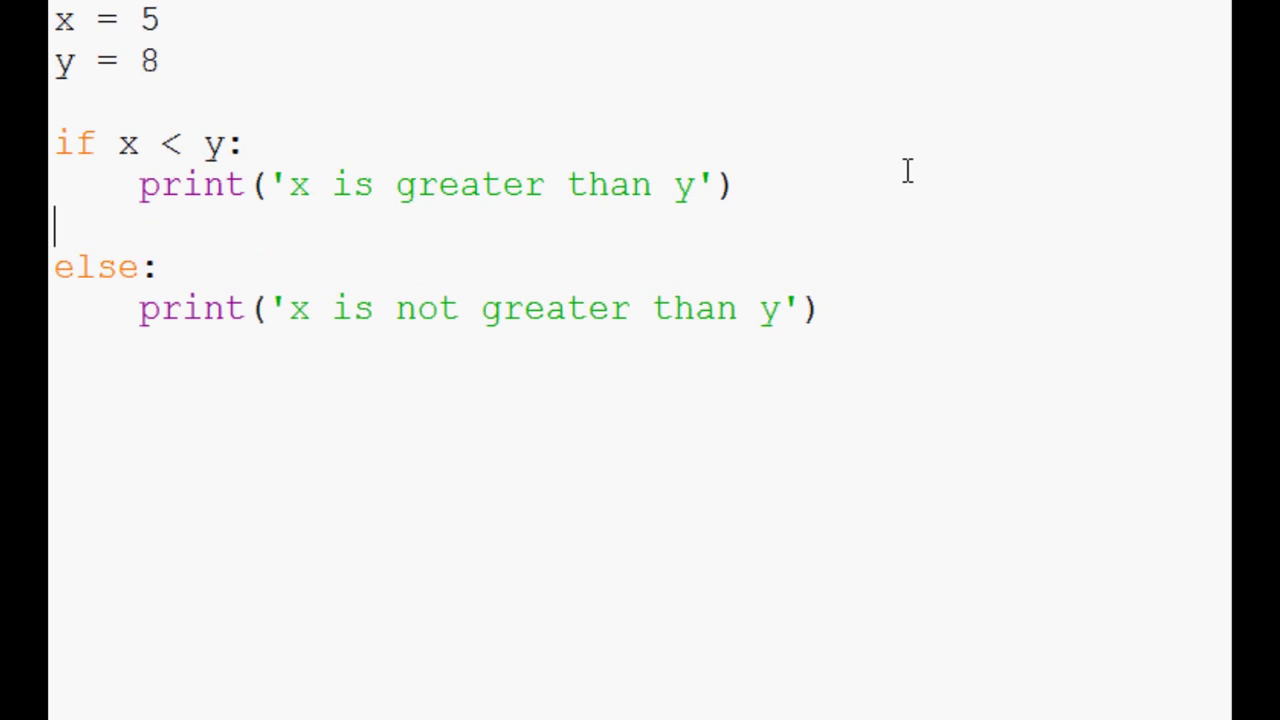 x = 5
y = 8
if x < y:
    print('x is greater than y')
else:
    print('x is not greater than y')